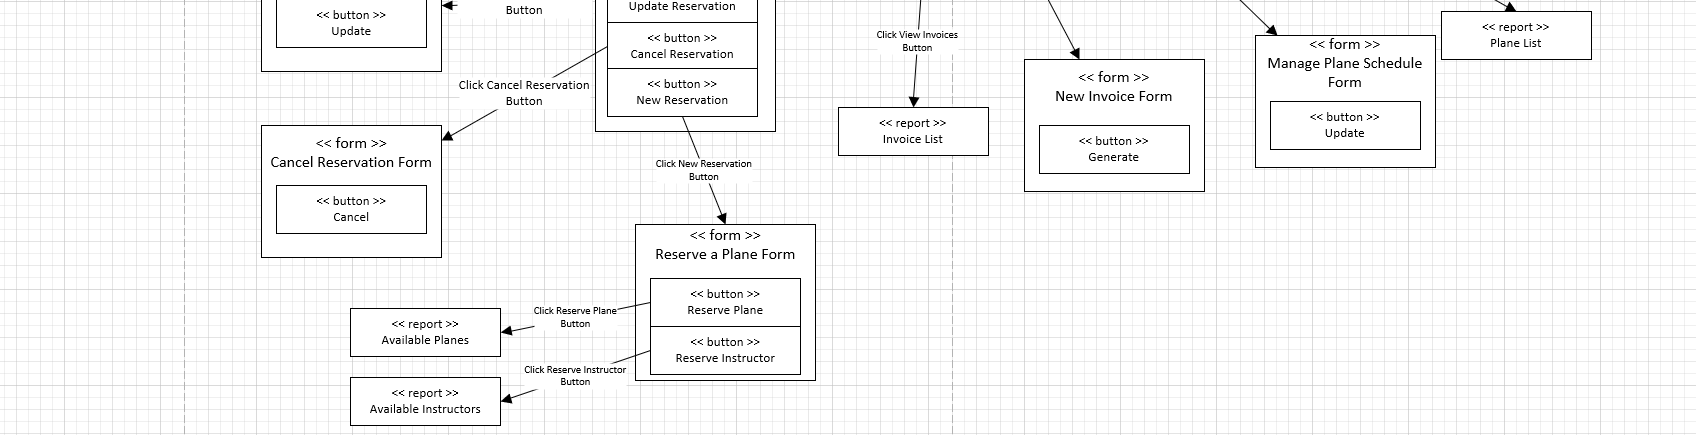 << button >>
Update
Button
Update Reservation
<< button >>
Cancel Reservation
<< button >>
New Reservation
Click Cancel Reservation
Button
<< form >>
Cancel Reservation Form
<< button >>
Cancel
Click New Reservation
Button
<< form >>
Reserve a Plane Form
<< button >>
Reserve Plane
<< button >>
Reserve Instructor
Click Reserve Plane
Button
<< report >>
Available Planes
Click Reserve Instructor
Button
<< report >>
Available Instructors
Click View Invoices
Button
<< report >>
Invoice List
<< form >>
New Invoice Form
<< button >>
Generate
<< form >>
Manage Plane Schedule
Form
<< button >>
Update
<< report >>
Plane List